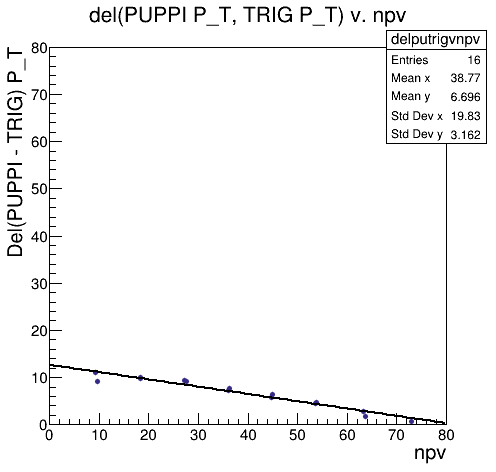 del(PUPPI P_T, TRIG P_T) v. npv
delputrigvnpv
Entries 16
Mean x 38.77
Mean y 6.696
Std Dev x 19.83
Std Dev y 3.162
Del(PUPPI - TRIG) P_T
80
70
60
50
40
30
20
10
0
0 10 20 30 40 50 60 70 80
npv